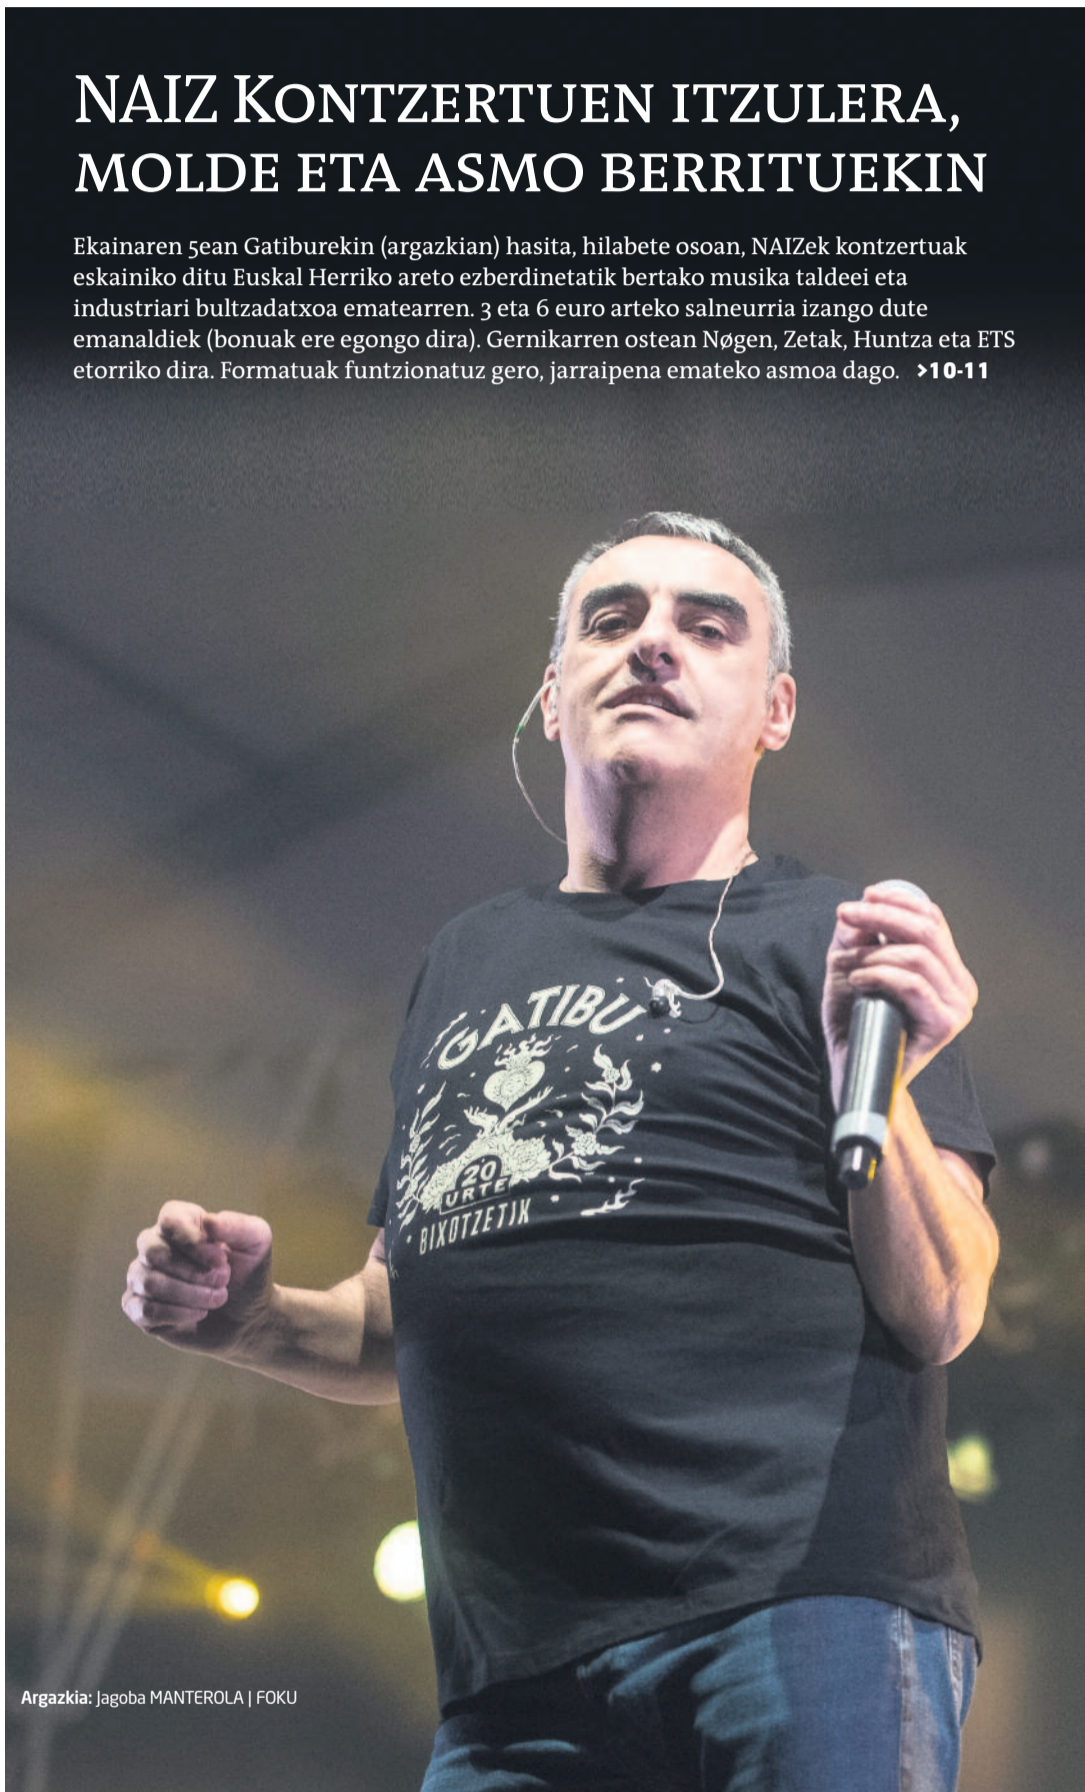 NAIZ KONTZERTUEN ITZULERA,
MOLDE ETA ASMO BERRITUEKIN
Ekainaren 5ean Gatiburekin (argazkian) hasita, hilabete osoan, NAIZek kontzertuak
eskainiko ditu Euskal Herriko areto ezberdinetatik bertako musika taldeei eta
industriari bultzadatxoa ematearren. 3 eta 6 euro arteko salneurria izango dute
emanaldiek (bonuak ere egongo dira). Gernikarren ostean Nøgen, Zetak, Huntza eta ETS
etorriko dira. Formatuak funtzionatuz gero, jarraipena emateko asmoa dago. >10-11
GATIBU
20
URTE
BIXOTZETIK
Argazkia: Jagoba MANTEROLA | FOKU